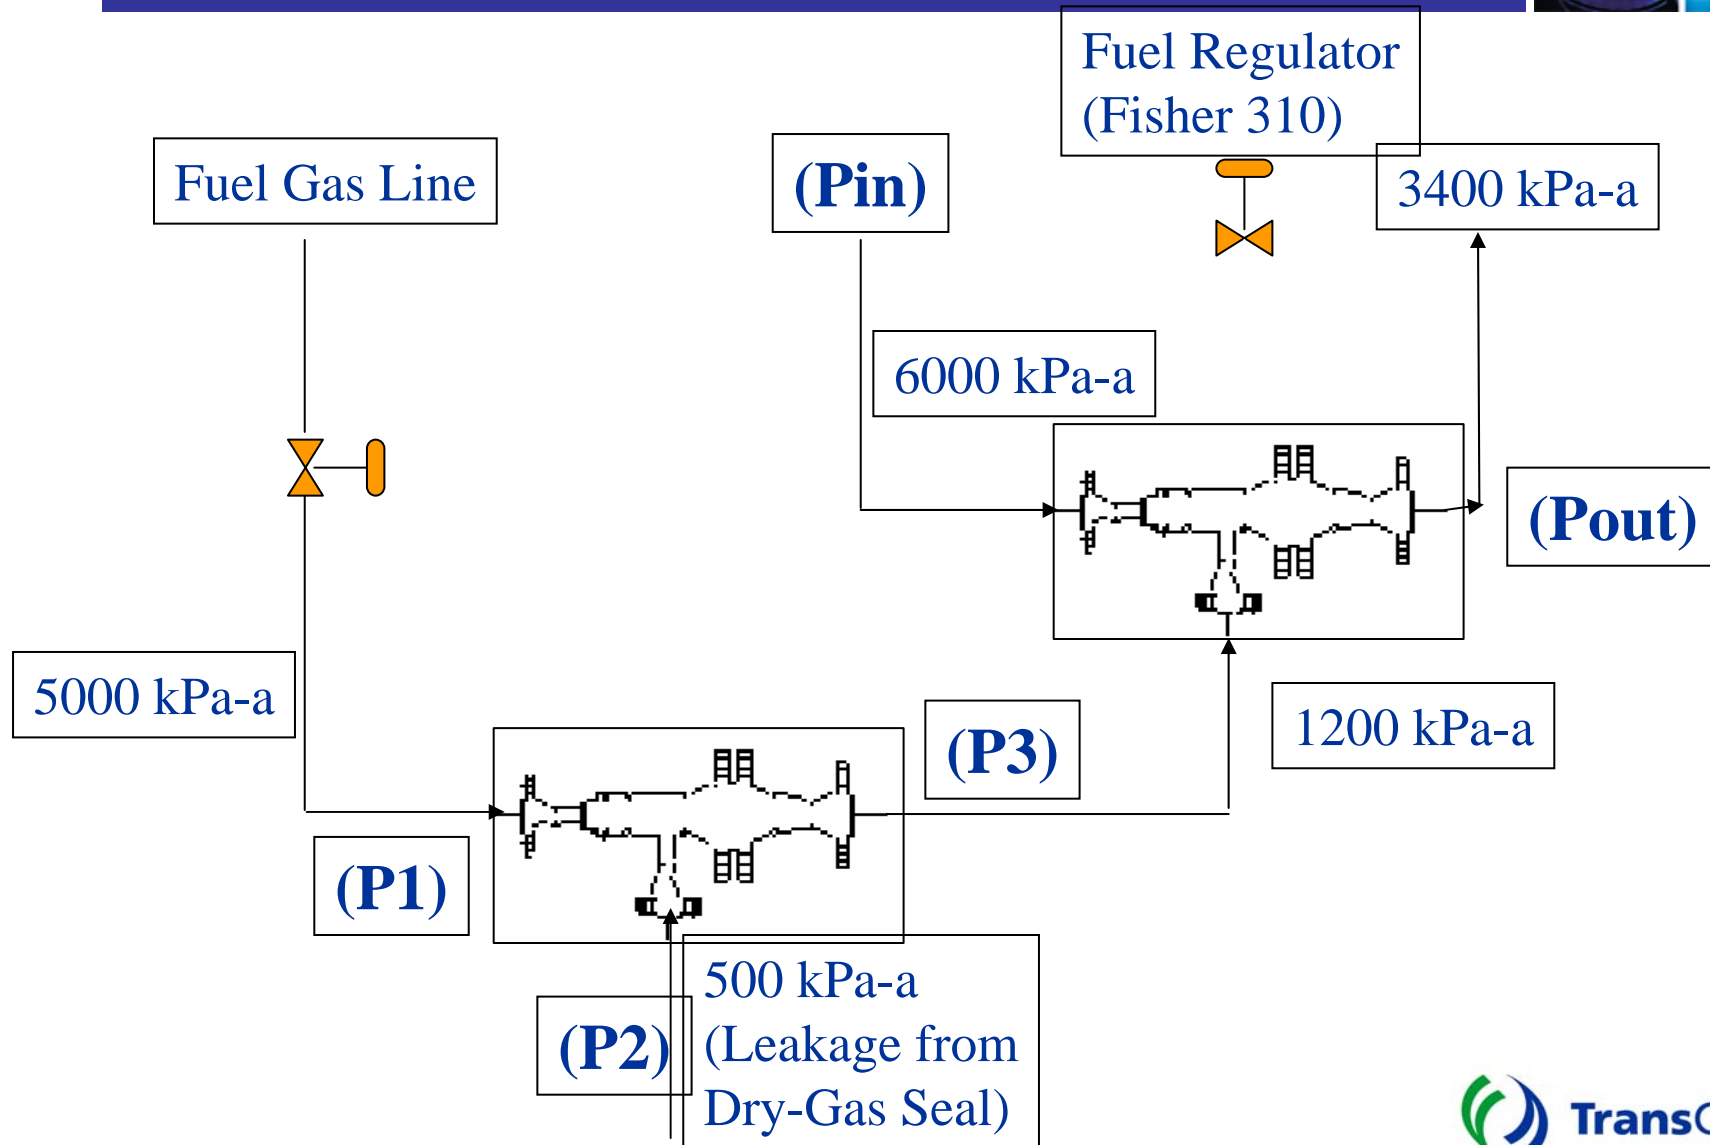 Fuel Regulator
(Fisher 310)
Fuel Gas Line
(Pin)
3400 kPa-a
6000 kPa-a
(Pout)
5000 kPa-a
1200 kPa-a
(P3)
(P1)
500 kPa-a
(P2)
(Leakage from
Dry-Gas Seal)